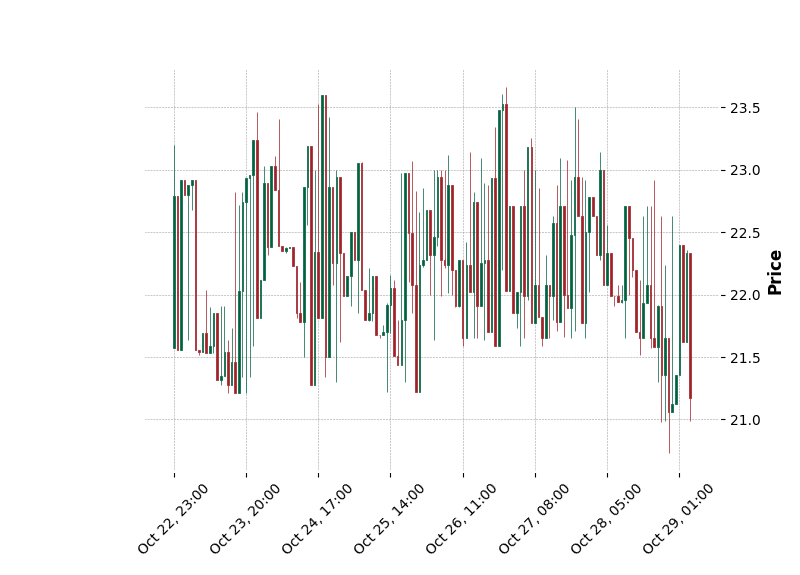 23.5
23.0
22.5
22.0
21.5
21.0
Price
Oct 22, 23:00
Oct 23, 20:00
Oct 24, 17:00
Oct 25, 14:00
Oct 26, 11:00
Oct 27, 08:00
Oct 28, 05:00
Oct 29, 01:00